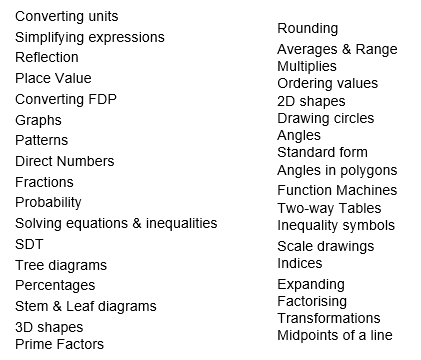 Converting units
Simplifying expressions
Reflection
Place Value
Converting FDP
Graphs
Patterns
Direct Numbers
Fractions
Probability
Solving equations & inequalities
SDT
Tree diagrams
Percentages
Stem & Leaf diagrams
3D shapes
Prime Factors
Rounding
Averages & Range
Multiplies
Ordering values
2D shapes
Drawing circles
Angles
Standard form
Angles in polygons
Function Machines
Two-way Tables
Inequality symbols
Scale drawings
Indices
Expanding
Factorising
Transformations
Midpoints of a line